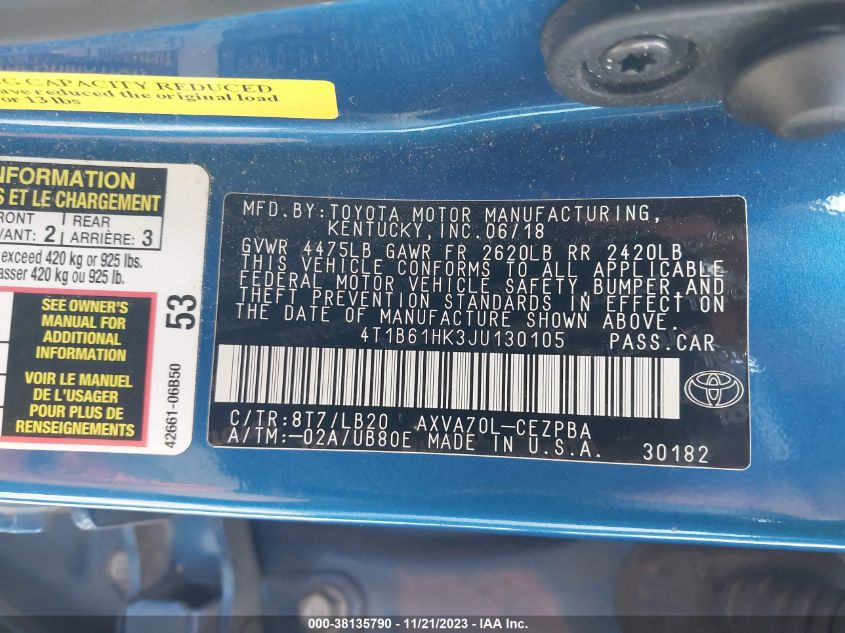 G CAPACITY REDUCED
ave reduced the original load
or 13 lbs
NFORMATION
S ET LE CHARGEMENT
FRONT
VANT: 2
REAR
ARRIÈRE: 3
exceed 420 kg or 925 lbs.
asser 420 kg ou 925 lb.
SEE OWNER'S
MANUAL FOR
ADDITIONAL
INFORMATION
VOIR LE MANUEL
DE L'USAGER
POUR PLUS DE
RENSEIGNEMENTS
53
42661-06B50
MFD.BY:TOYOTA MOTOR MANUFACTURING,
KENTUCKY,INC.06/18
GVWR 4475LB GAWR FR 2620LB RR 2420LB
THIS VEHICLE CONFORMS TO ALL APPLICABLE
FEDERAL MOTOR VEHICLE SAFETY,BUMPER AND
THEFT PREVENTION STANDARDS IN EFFECT ON
THE DATE OF MANUFACTURE SHOWN ABOVE.
4T1B61HK3JU130105 PASS.CAR
C/TR:8T7/LB20 AXVA70L-CEZPBA
A/TM:-02A/UB80E MADE IN U.S.A. 30182
000-38135790 - 11/21/2023 - IAAI.COM